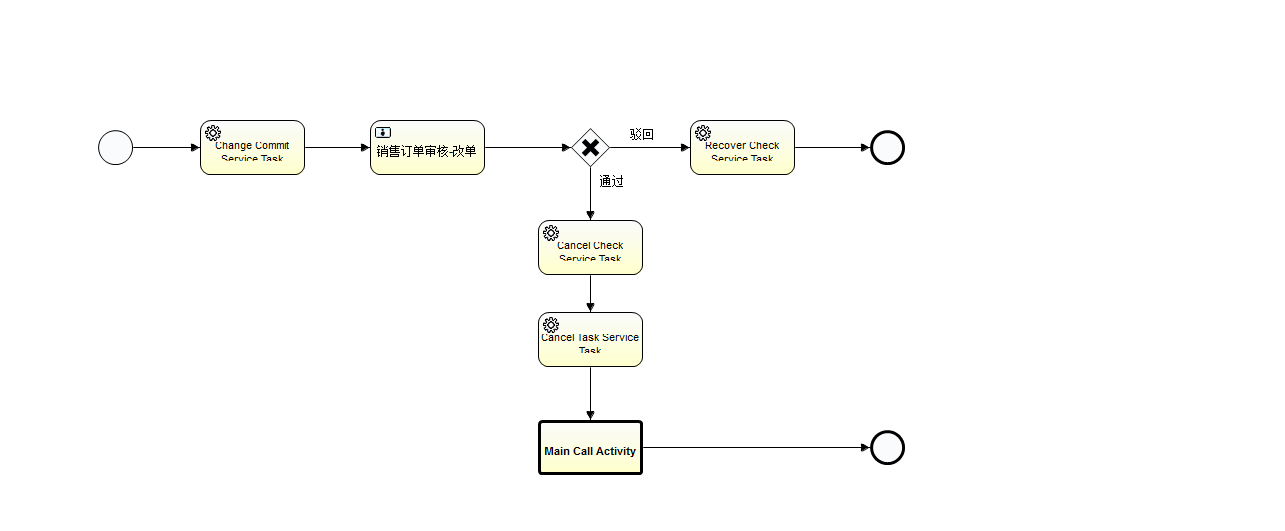 Change Commit
Service Task
销售订单审核-改单
驳回
Recover Check
Service Task
通过
Cancel Check
Service Task
Cancel Task Service
Task
Main Call Activity